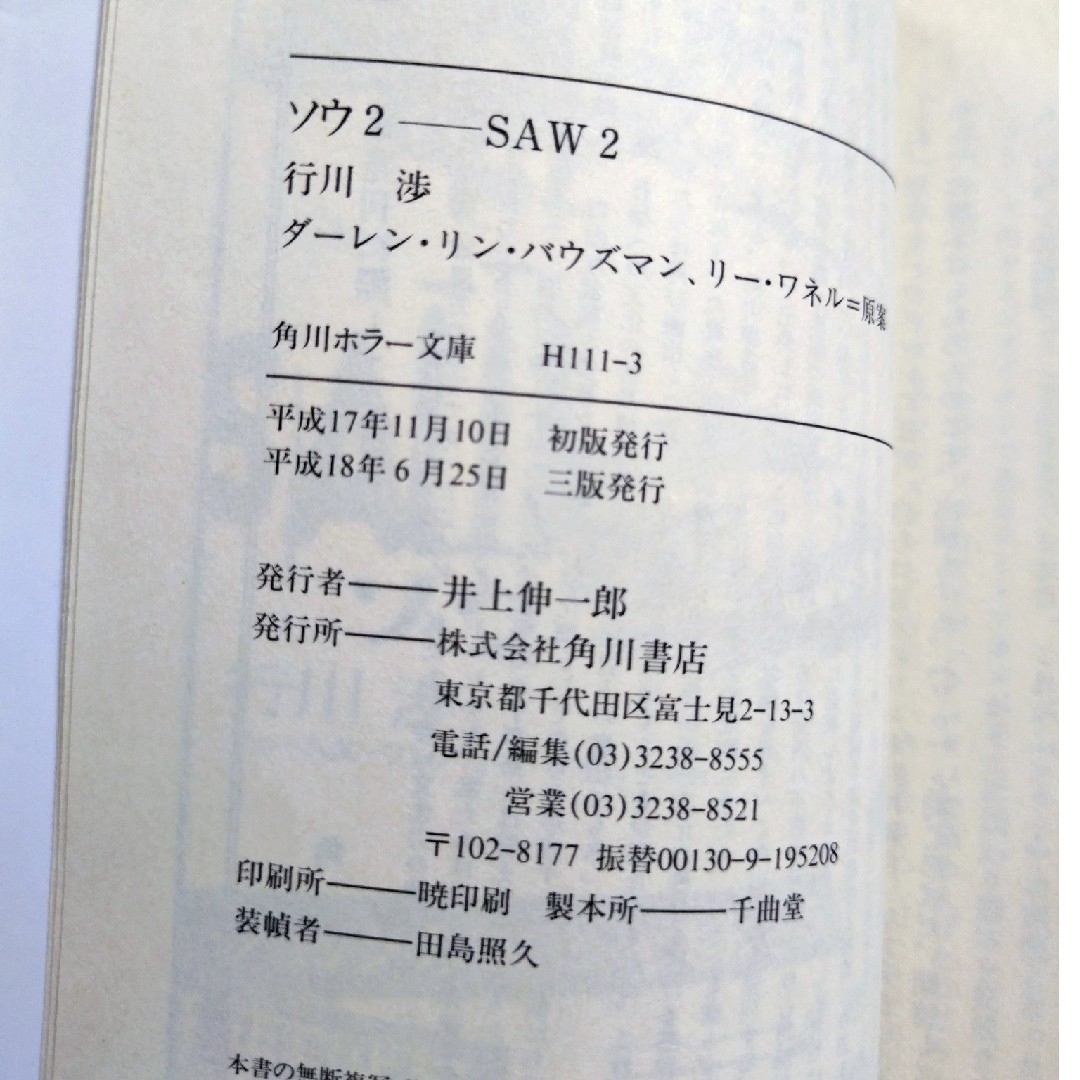 ソウ2――SAW 2
行川 渉
ダーレン・リン・バウズマン、リー・ワネル=原案
角川ホラー文庫 H111-3
平成17年11月10日 初版発行
平成18年6月25日 三版発行
発行者――井上伸一郎
発行所――株式会社角川書店
東京都千代田区富士見2-13-3
電話/編集(03)3238-8555
営業(03)3238-8521
〒102-8177 振替00130-9-195208
印刷所――暁印刷 製本所――千曲堂
装幀者――田島照久
本書の無断複写